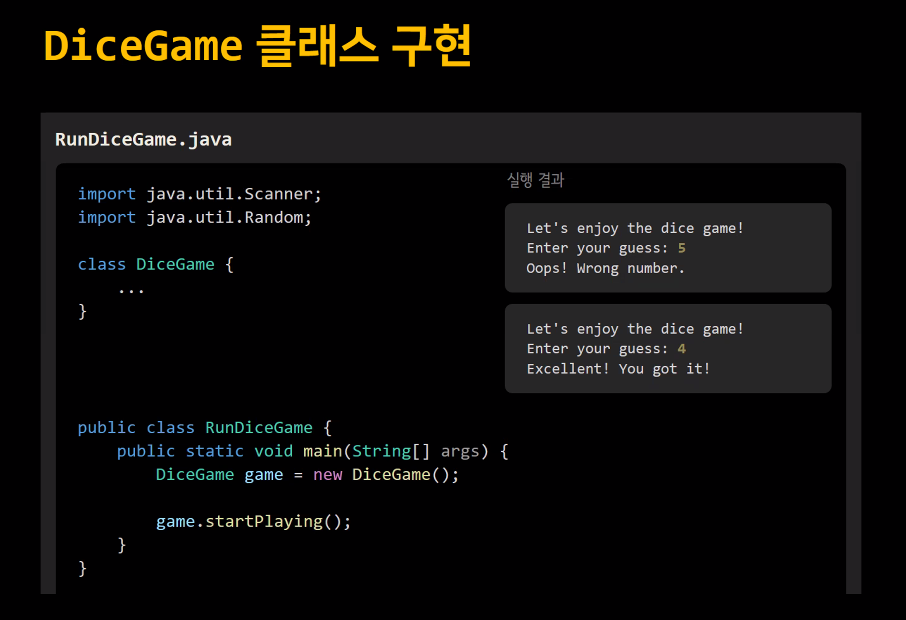 DiceGame 클래스 구현
RunDiceGame.java
import java.util.Scanner;
import java.util.Random;
class DiceGame {
...
}
public class RunDiceGame {
public static void main(String[] args) {
DiceGame game = new DiceGame();
game.startPlaying();
}
}
실행 결과
Let's enjoy the dice game!
Enter your guess: 5
Oops! Wrong number.
Let's enjoy the dice game!
Enter your guess: 4
Excellent! You got it!